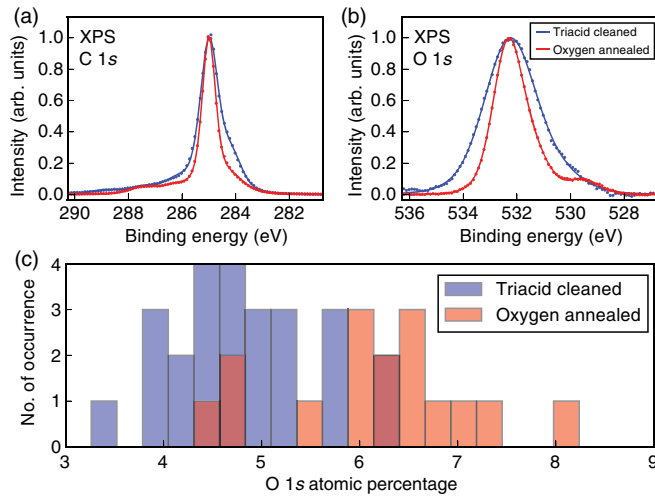 (a)
XPS
C 1s
Intensity (arb. units)
1.0
0.8
0.6
0.4
0.2
0.0
290
288
286
284
282
Binding energy (eV)
(b)
XPS
O 1s
Triacid cleaned
Oxygen annealed
Intensity (arb. units)
1.0
0.8
0.6
0.4
0.2
0.0
536
534
532
530
528
Binding energy (eV)
(c)
Triacid cleaned
Oxygen annealed
No. of occurrence
4
3
2
1
0
3
4
5
6
7
8
9
O 1s atomic percentage